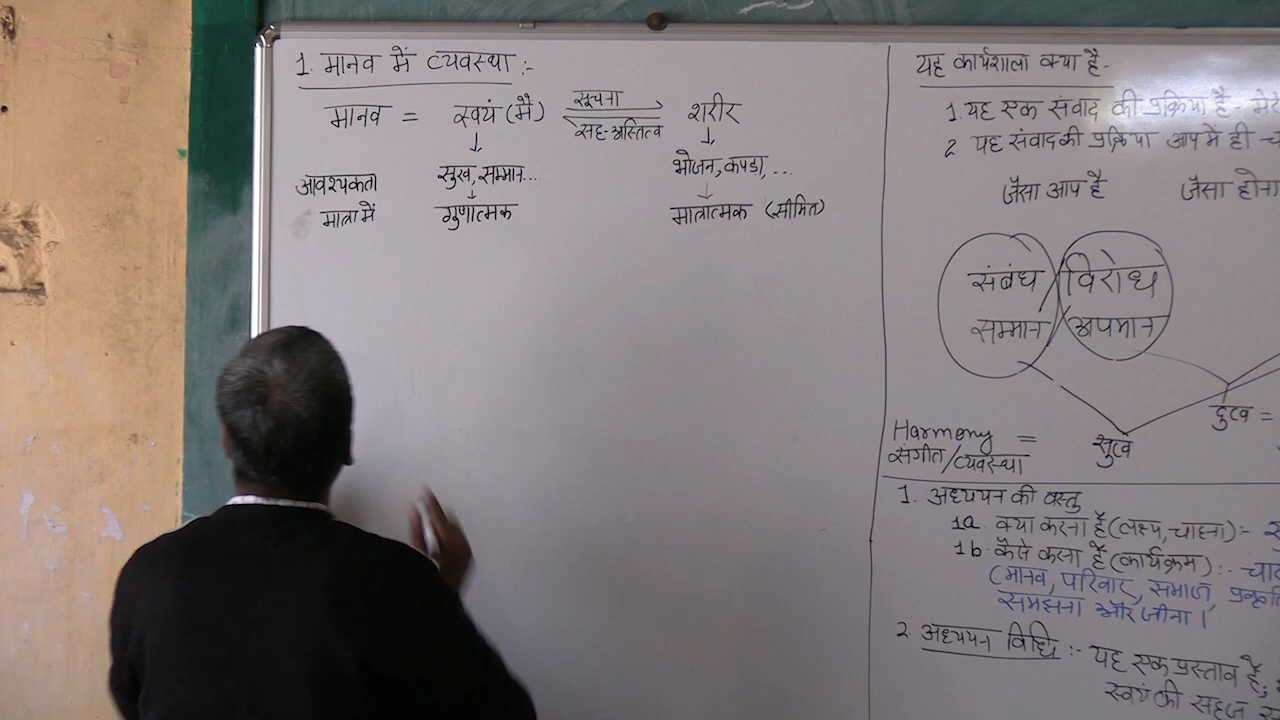 1. मानव में व्यवस्था :-
मानव = स्वयं (मैं) सूचना शरीर
सह-अस्तित्व
आवश्यकता सुख, सम्मान... भोजन, कपडा, ...
मात्रा में गुणात्मक मात्रात्मक (सीमित)
यह कार्यशाला क्या है-
1. यह एक संवाद की प्रक्रिया है -
2. यह संवाद की प्रक्रिया आप में ही
जैसा आप है जैसा होना
संबंध विरोध
सम्मान अपमान
दुःख =
Harmony = सुख
संगीत/व्यवस्था
1. अध्ययन की वस्तु
1a. क्या करना है (लक्ष्य, चाहना) :-
1b. कैसे करना है (कार्यक्रम) :-
(मानव, परिवार, समाज,
समझना और जीना।
2. अध्ययन विधि :- यह एक प्रस्ताव है,
स्वयं की सहज